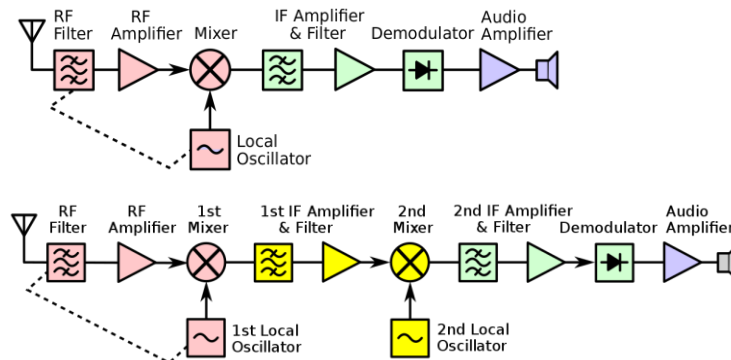 RF
Filter
RF
Amplifier
Mixer
IF Amplifier
& Filter
Demodulator
Audio
Amplifier
Local
Oscillator
RF
Filter
RF
Amplifier
1st
Mixer
1st IF Amplifier
& Filter
2nd
Mixer
2nd IF Amplifier
& Filter
Demodulator
Audio
Amplifier
1st Local
Oscillator
2nd Local
Oscillator